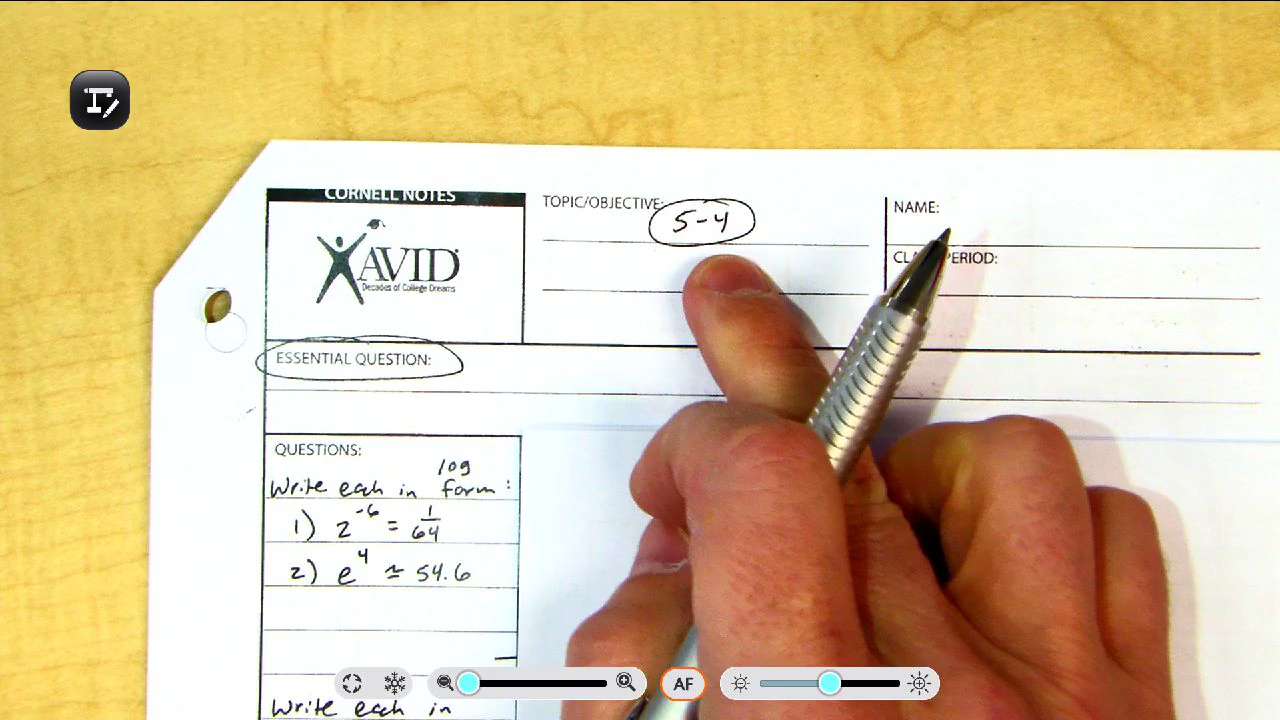 CORNELL NOTES
AVID
Decades of College Dreams
TOPIC/OBJECTIVE:
5-4
NAME:
PERIOD:
ESSENTIAL QUESTION:
QUESTIONS:
log
Write each in form:
1) 2^-6 = 1/64
2) e^4 ≈ 54.6
Write each in
AF